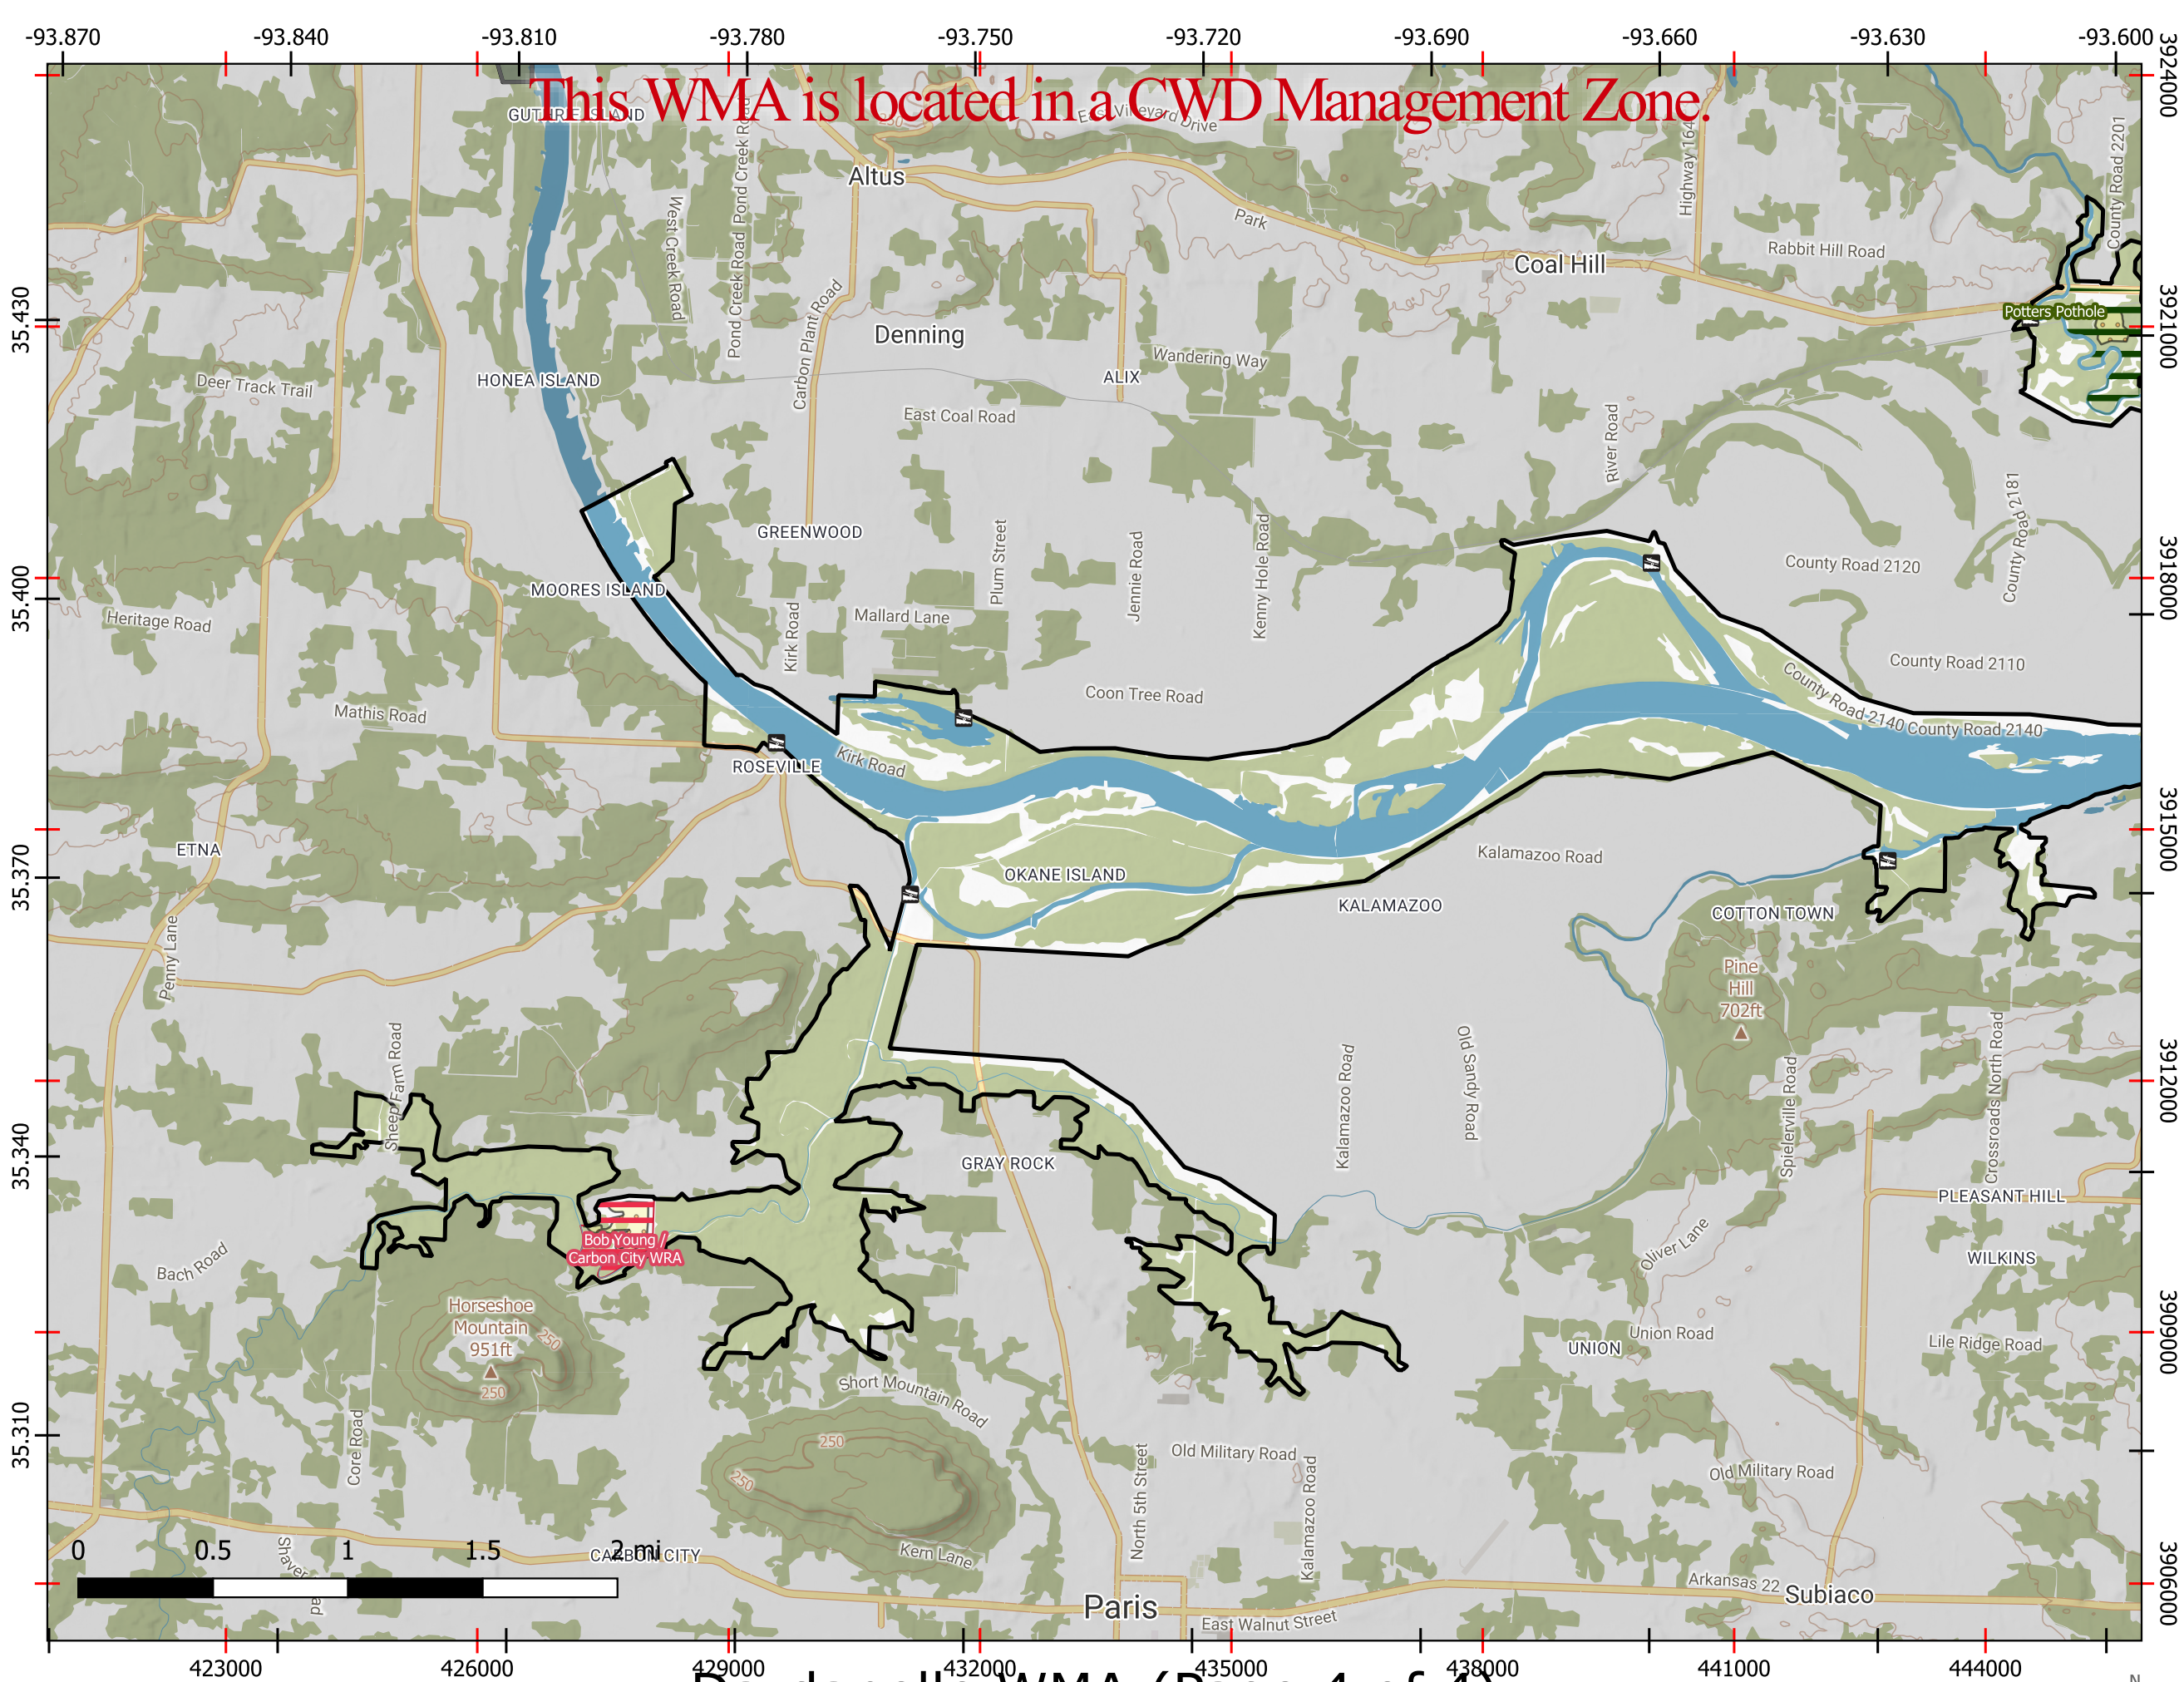 -93.870 -93.840 -93.810 -93.780 -93.750 -93.720 -93.690 -93.660 -93.630 -93.600
3924000
This WMA is located in a CWD Management Zone.
GUTHRIE ISLAND
East Vineyard Drive
250
Altus
Highway 164
County Road 2201
West Creek Road
Pond Creek Road
Pond Creek Road
Park
Coal Hill
Rabbit Hill Road
35.430
Potters Pothole
3921000
Carbon Plant Road
Denning
Wandering Way
HONEA ISLAND
Deer Track Trail
ALIX
East Coal Road
River Road
County Road 2181
GREENWOOD
Plum Street
Jennie Road
Kenny Hole Road
35.400
MOORES ISLAND
County Road 2120
3918000
Heritage Road
Mallard Lane
Kirk Road
County Road 2110
Coon Tree Road
Mathis Road
County Road 2140
County Road 2140
Kirk Road
ROSEVILLE
ETNA
35.370
3915000
OKANE ISLAND
Kalamazoo Road
KALAMAZOO
COTTON TOWN
Penny Lane
Pine
Hill
702ft
Sheep Farm Road
Kalamazoo Road
Old Sandy Road
Spielerville Road
Crossroads North Road
3912000
35.340
GRAY ROCK
PLEASANT HILL
Bob Young /
Carbon City WRA
Bach Road
Oliver Lane
WILKINS
Horseshoe
Mountain
951ft
250
250
Union Road
UNION
Lile Ridge Road
3909000
Short Mountain Road
35.310
Core Road
250
250
North 5th Street
Old Military Road
Kalamazoo Road
Old Military Road
0 0.5 1 1.5 2 mi
CARBON CITY
Kern Lane
Paris
East Walnut Street
Arkansas 22
Subiaco
3906000
423000 426000 429000 432000 435000 438000 441000 444000
N